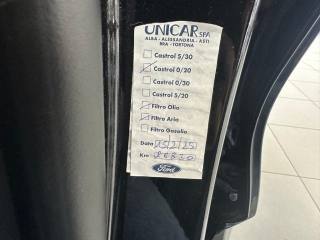 UNICAR SPA
ALBA - ALESSANDRIA - ASTI
BRA - TORTONA
Castrol 5/30
Castrol 0/20
Castrol 0/30
Castrol 5/20
Filtro Olio
Filtro Aria
Filtro Gasolio
Data
Km
Ford